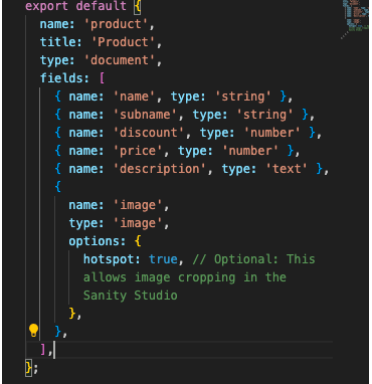 export default {
name: 'product',
title: 'Product',
type: 'document',
fields: [
{ name: 'name', type: 'string' },
{ name: 'subname', type: 'string' },
{ name: 'discount', type: 'number' },
{ name: 'price', type: 'number' },
{ name: 'description', type: 'text' },
{
name: 'image',
type: 'image',
options: {
hotspot: true, // Optional: This
allows image cropping in the
Sanity Studio
},
},
],
};